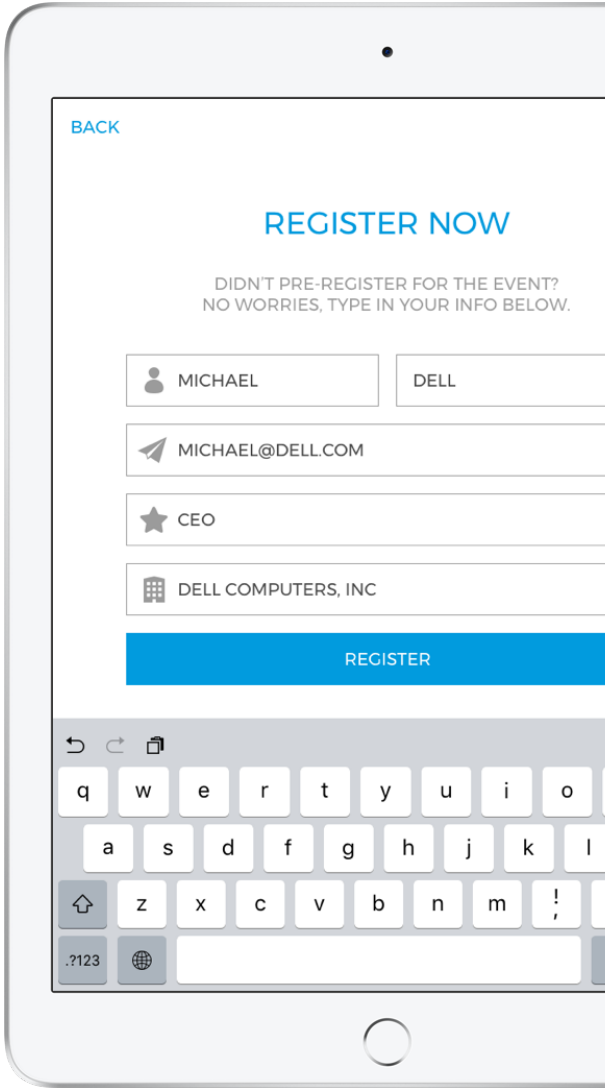 BACK
REGISTER NOW
DIDN'T PRE-REGISTER FOR THE EVENT?
NO WORRIES, TYPE IN YOUR INFO BELOW.
MICHAEL DELL
MICHAEL@DELL.COM
CEO
DELL COMPUTERS, INC
REGISTER
q w e r t y u i o
a s d f g h j k l
z x c v b n m ! ,
.?123